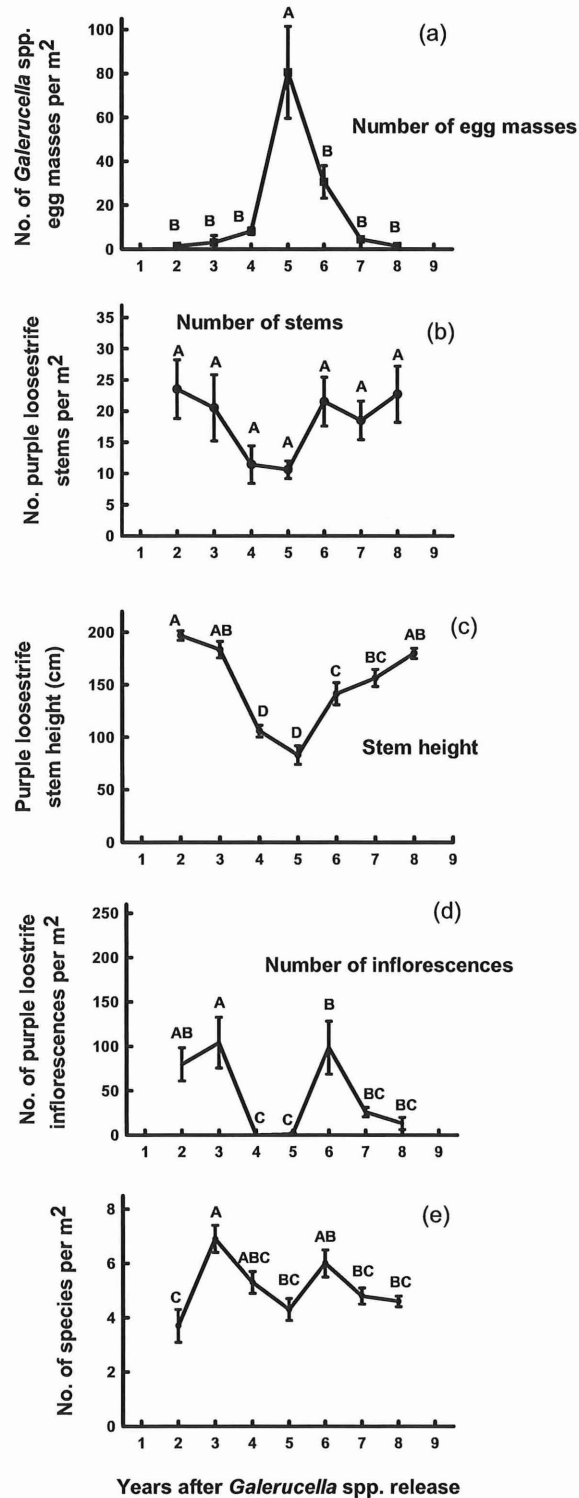 (a)
No. of Galerucella spp.
egg masses per m2
100
80
60
40
20
0
Number of egg masses
B
B
B
A
B
B
B
1 2 3 4 5 6 7 8 9
(b)
No. purple loosestrife
stems per m2
35
30
25
20
15
10
5
0
Number of stems
A
A
A
A
A
A
A
1 2 3 4 5 6 7 8 9
(c)
Purple loosestrife
stem height (cm)
200
150
100
50
0
A
AB
D
D
C
BC
AB
Stem height
1 2 3 4 5 6 7 8 9
(d)
No. of purple loostrife
inflorescences per m2
250
200
150
100
50
0
Number of inflorescences
AB
A
C
C
B
BC
BC
1 2 3 4 5 6 7 8 9
(e)
No. of species per m2
8
6
4
2
0
C
A
ABC
BC
AB
BC
BC
1 2 3 4 5 6 7 8 9
Years after Galerucella spp. release